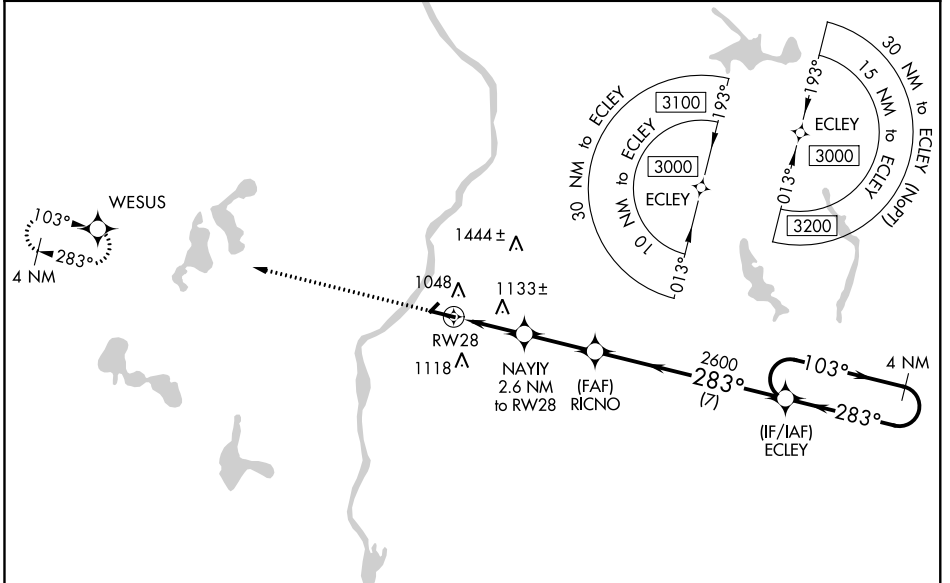 30 NM to ECLEY
3100
193°
10 NM to ECLEY
3000
ECLEY
013°
30 NM to ECLEY (NoPT)
193°
15 NM to ECLEY
ECLEY
3000
013°
3200
WESUS
103°
283°
4 NM
1444 ±
1048
1133 ±
RW28
1118
NAYIY
2.6 NM
to RW28
(FAF)
RICNO
2600
283°
(7)
103°
4 NM
283°
(IF/IAF)
ECLEY